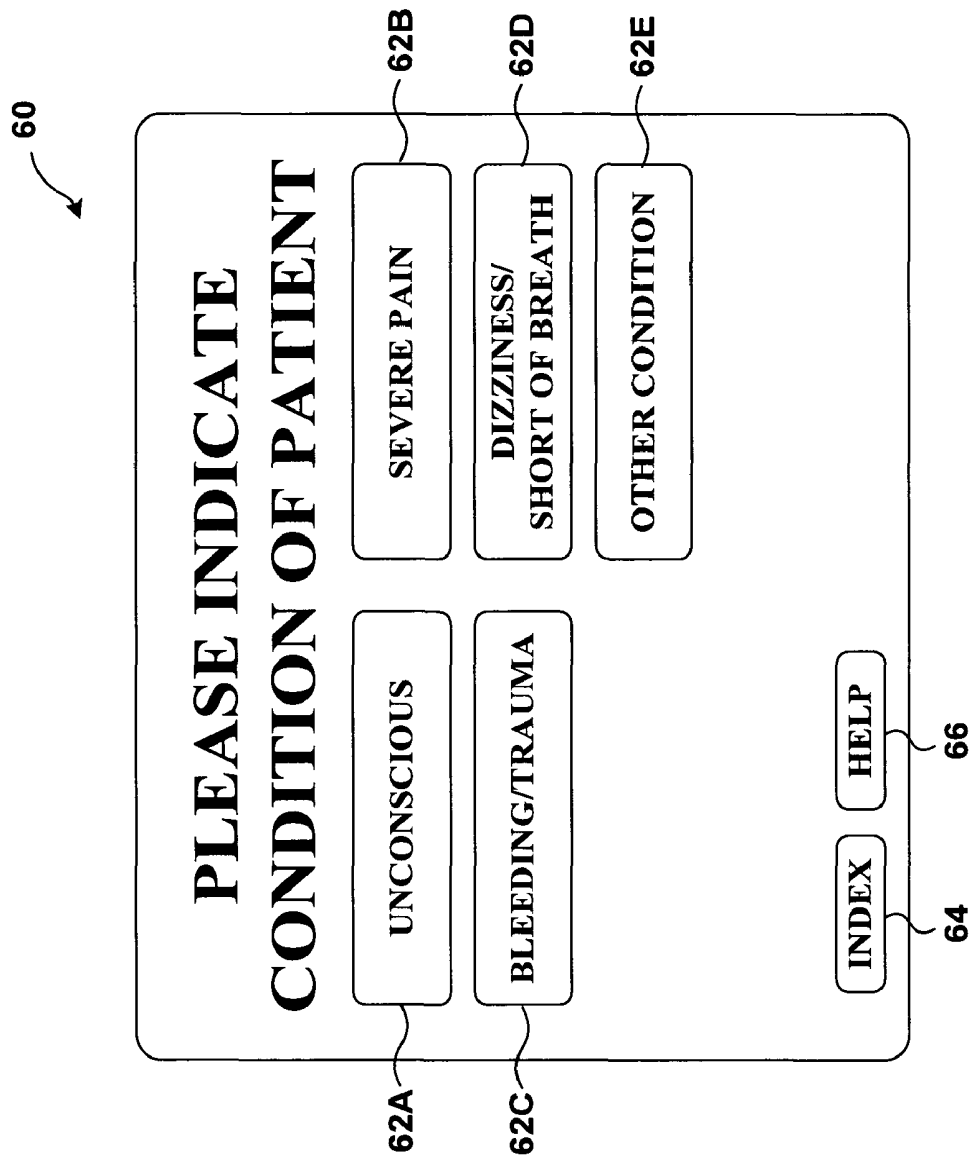 60
PLEASE INDICATE
CONDITION OF PATIENT
62A
UNCONSCIOUS
SEVERE PAIN
62B
62C
BLEEDING/TRAUMA
DIZZINESS/
SHORT OF BREATH
62D
OTHER CONDITION
62E
INDEX
HELP
64
66